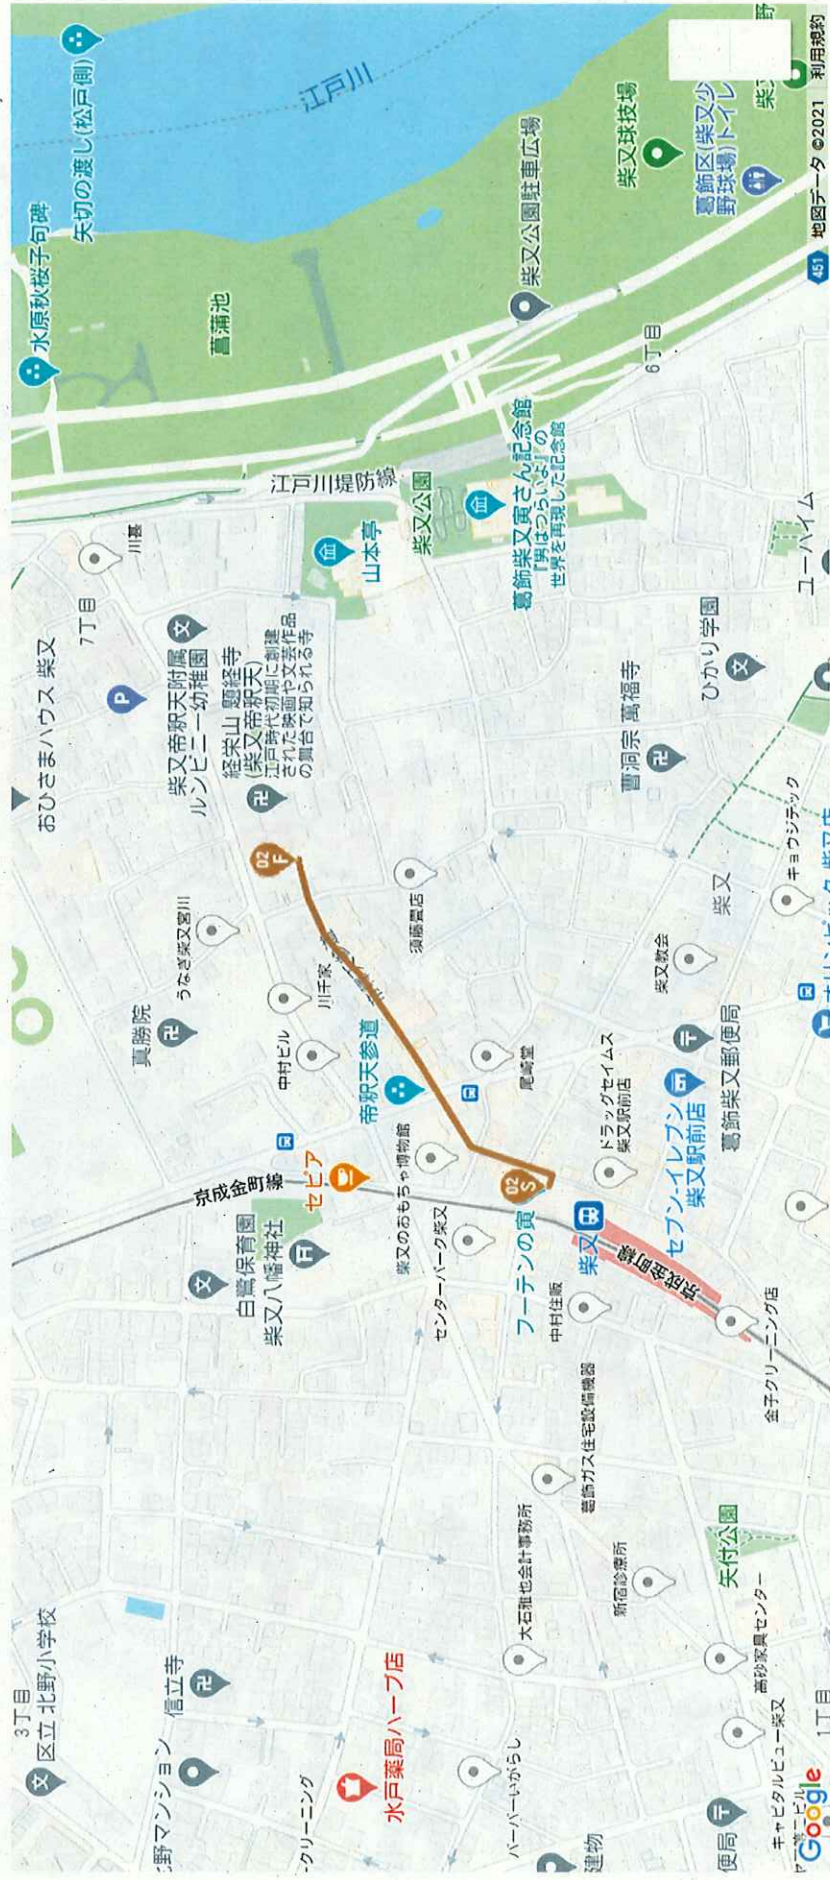 3丁目
区立 北野小学校
信立寺
水戸薬局ハーブ店
バーバーいがらし
建物
便局
キャピタルビュー柴又
高砂家具センター
1丁目
Google
大石雅也会計事務所
新宿診療所
矢付公園
葛飾ガス住宅設備機器
白鷺保育園
柴又八幡神社
京成金町線
セピア
柴又のおもちゃ博物館
センターパーク柴又
フーテンの寅
中村住販
柴又
京成金町線
金子クリーニング店
02
S
ドラッグセイムス
柴又駅前店
セブン-イレブン
柴又駅前店
葛飾柴又郵便局
真勝院
うなぎ柴又宮川
中村ビル
川千家
帝釈天参道
尾崎堂
須藤畳店
柴又教会
柴又
キョウジテック
02
F
おひさまハウス 柴又
7丁目
川甚
P
柴又帝釈天附属
ルンビニー幼稚園
経栄山 題経寺
(柴又帝釈天)
江戸時代初期に創建
された映画や文芸作品
の舞台で知られる寺
曹洞宗 萬福寺
ひかり学園
ユーハイム
山本亭
柴又公園
江戸川堤防線
葛飾柴又寅さん記念館
『男はつらいよ』の
世界を再現した記念館
6丁目
水原秋桜子句碑
矢切の渡し(松戸側)
菖蒲池
江戸川
柴又公園駐車広場
柴又球技場
葛飾区(柴又少
野球場)トイレ
451
地図データ ©2021
利用規約